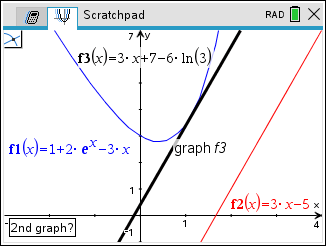 Scratchpad RAD
7 y
f3(x)=3·x+7−6·ln(3)
f1(x)=1+2·e^x−3·x
graph f3
1
f2(x)=3·x−5 x
2nd graph?
-1
1 4